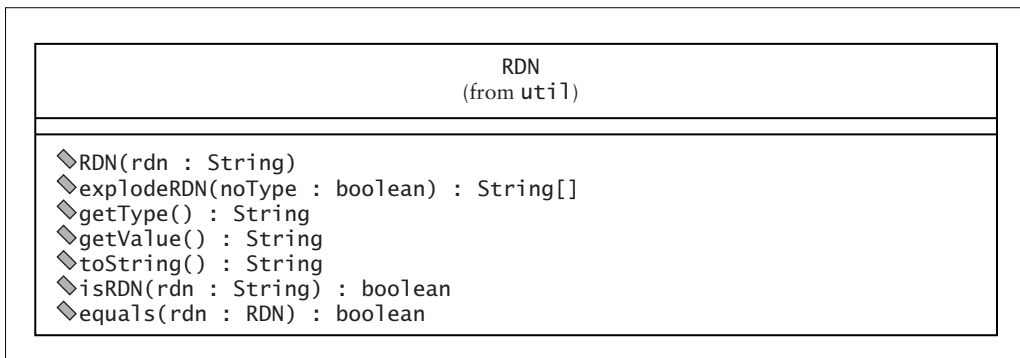 RDN
(from util)
RDN(rdn : String)
explodeRDN(noType : boolean) : String[]
getType() : String
getValue() : String
toString() : String
isRDN(rdn : String) : boolean
equals(rdn : RDN) : boolean